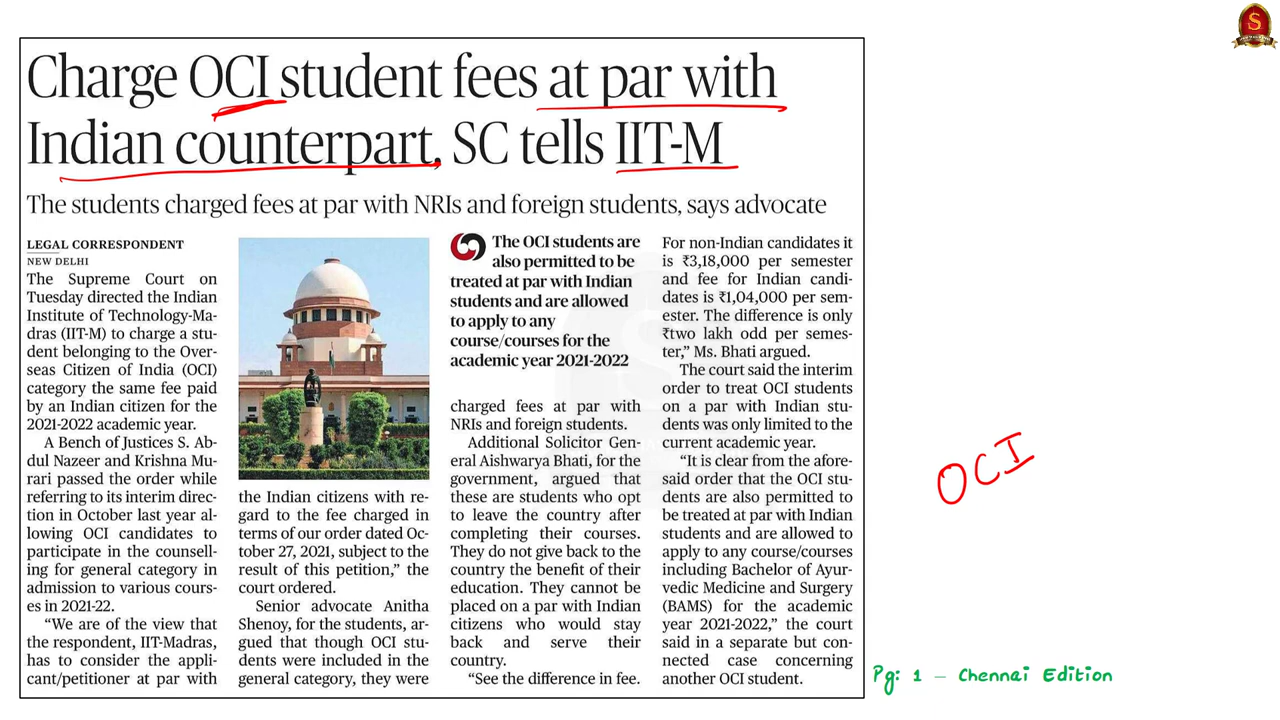 Charge OCI student fees at par with
Indian counterpart, SC tells IIT-M
The students charged fees at par with NRIs and foreign students, says advocate
LEGAL CORRESPONDENT
NEW DELHI
The Supreme Court on
Tuesday directed the Indian
Institute of Technology-Ma-
dras (IIT-M) to charge a stu-
dent belonging to the Over-
seas Citizen of India (OCI)
category the same fee paid
by an Indian citizen for the
2021-2022 academic year.
A Bench of Justices S. Ab-
dul Nazeer and Krishna Mu-
rari passed the order while
referring to its interim direc-
tion in October last year al-
lowing OCI candidates to
participate in the counsell-
ing for general category in
admission to various cours-
es in 2021-22.
“We are of the view that
the respondent, IIT-Madras,
has to consider the appli-
cant/petitioner at par with
the Indian citizens with re-
gard to the fee charged in
terms of our order dated Oc-
tober 27, 2021, subject to the
result of this petition,” the
court ordered.
Senior advocate Anitha
Shenoy, for the students, ar-
gued that though OCI stu-
dents were included in the
general category, they were
The OCI students are
also permitted to be
treated at par with Indian
students and are allowed
to apply to any
course/courses for the
academic year 2021-2022
charged fees at par with
NRIs and foreign students.
Additional Solicitor Gen-
eral Aishwarya Bhati, for the
government, argued that
these are students who opt
to leave the country after
completing their courses.
They do not give back to the
country the benefit of their
education. They cannot be
placed on a par with Indian
citizens who would stay
back and serve their
country.
“See the difference in fee.
For non-Indian candidates it
is ₹3,18,000 per semester
and fee for Indian candi-
dates is ₹1,04,000 per sem-
ester. The difference is only
₹two lakh odd per semes-
ter,” Ms. Bhati argued.
The court said the interim
order to treat OCI students
on a par with Indian stu-
dents was only limited to the
current academic year.
“It is clear from the afore-
said order that the OCI stu-
dents are also permitted to
be treated at par with Indian
students and are allowed to
apply to any course/courses
including Bachelor of Ayur-
vedic Medicine and Surgery
(BAMS) for the academic
year 2021-2022,” the court
said in a separate but con-
nected case concerning
another OCI student.
OCI
Pg: 1 – Chennai Edition